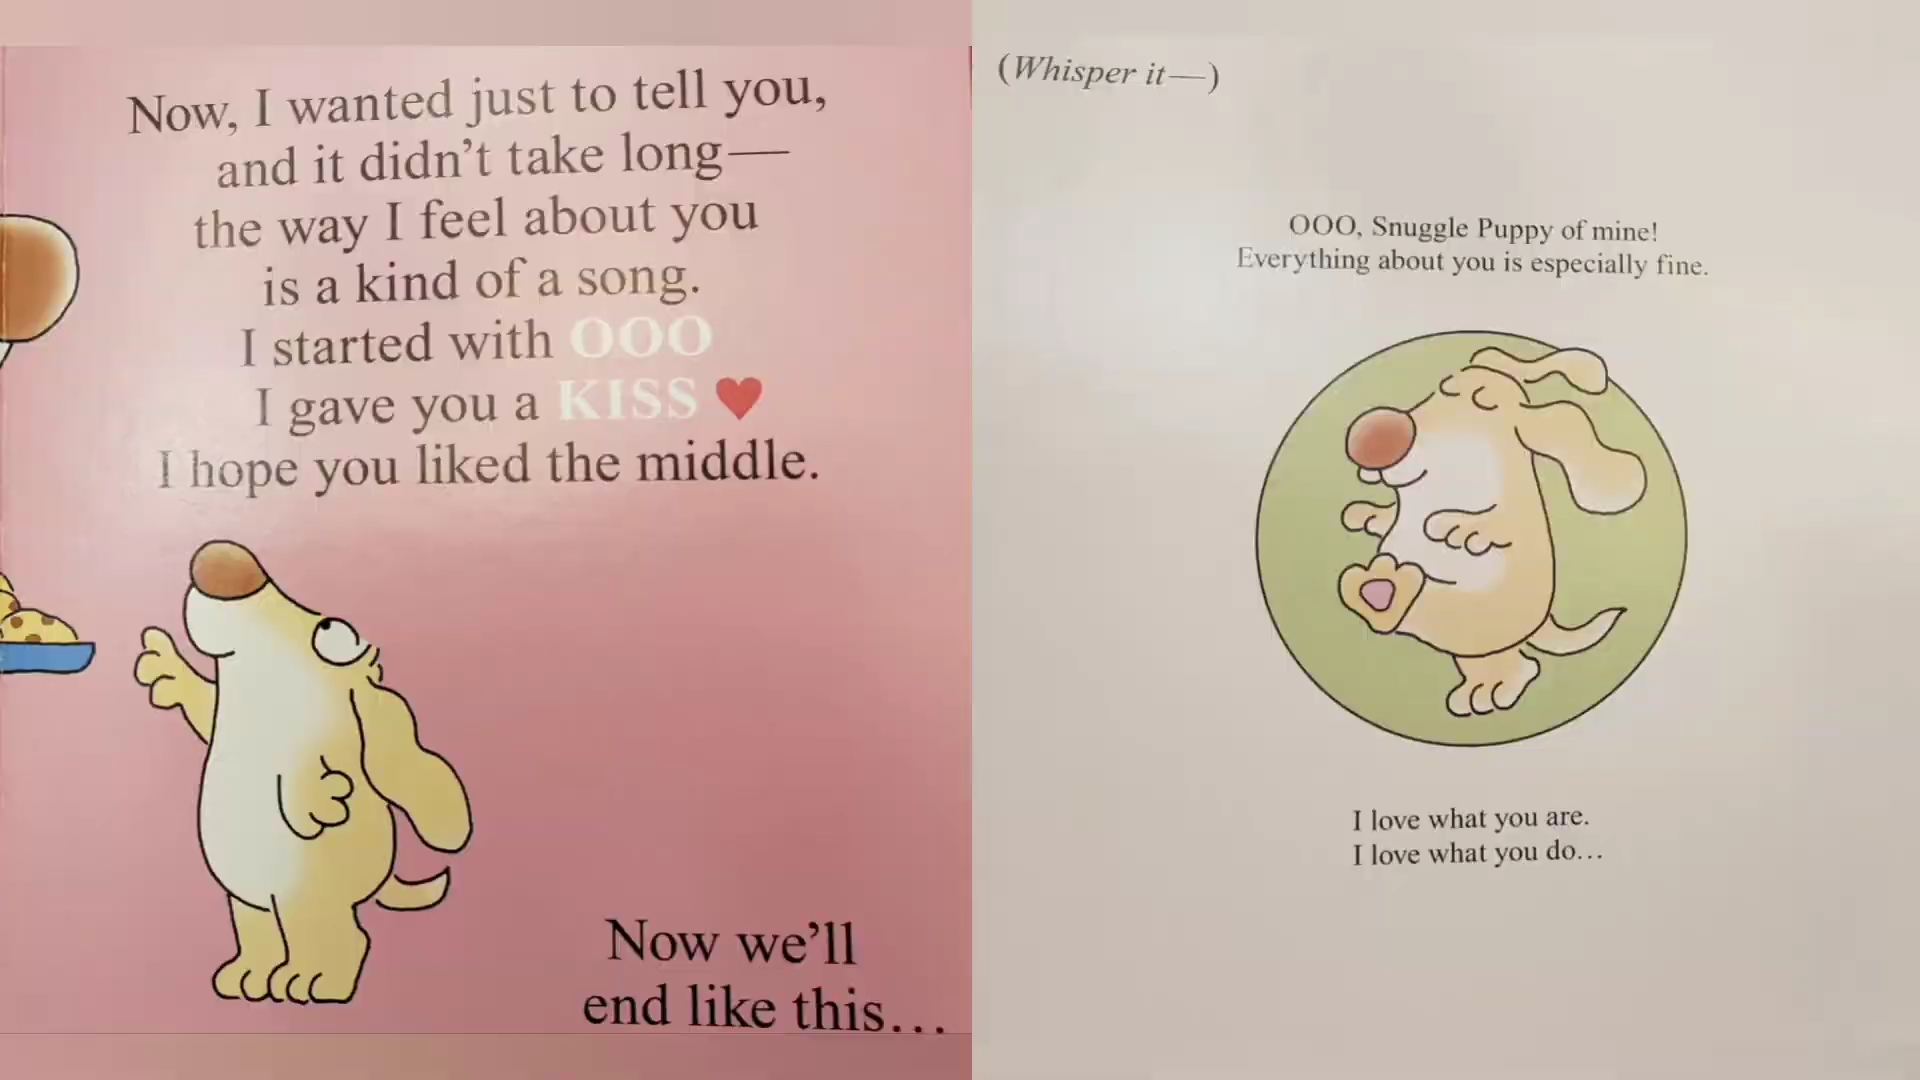 Now, I wanted just to tell you,
and it didn't take long—
the way I feel about you
is a kind of a song.
I started with OOO
I gave you a KISS ♥
I hope you liked the middle.
Now we'll
end like this...
(Whisper it—)
OOO, Snuggle Puppy of mine!
Everything about you is especially fine.
I love what you are.
I love what you do...